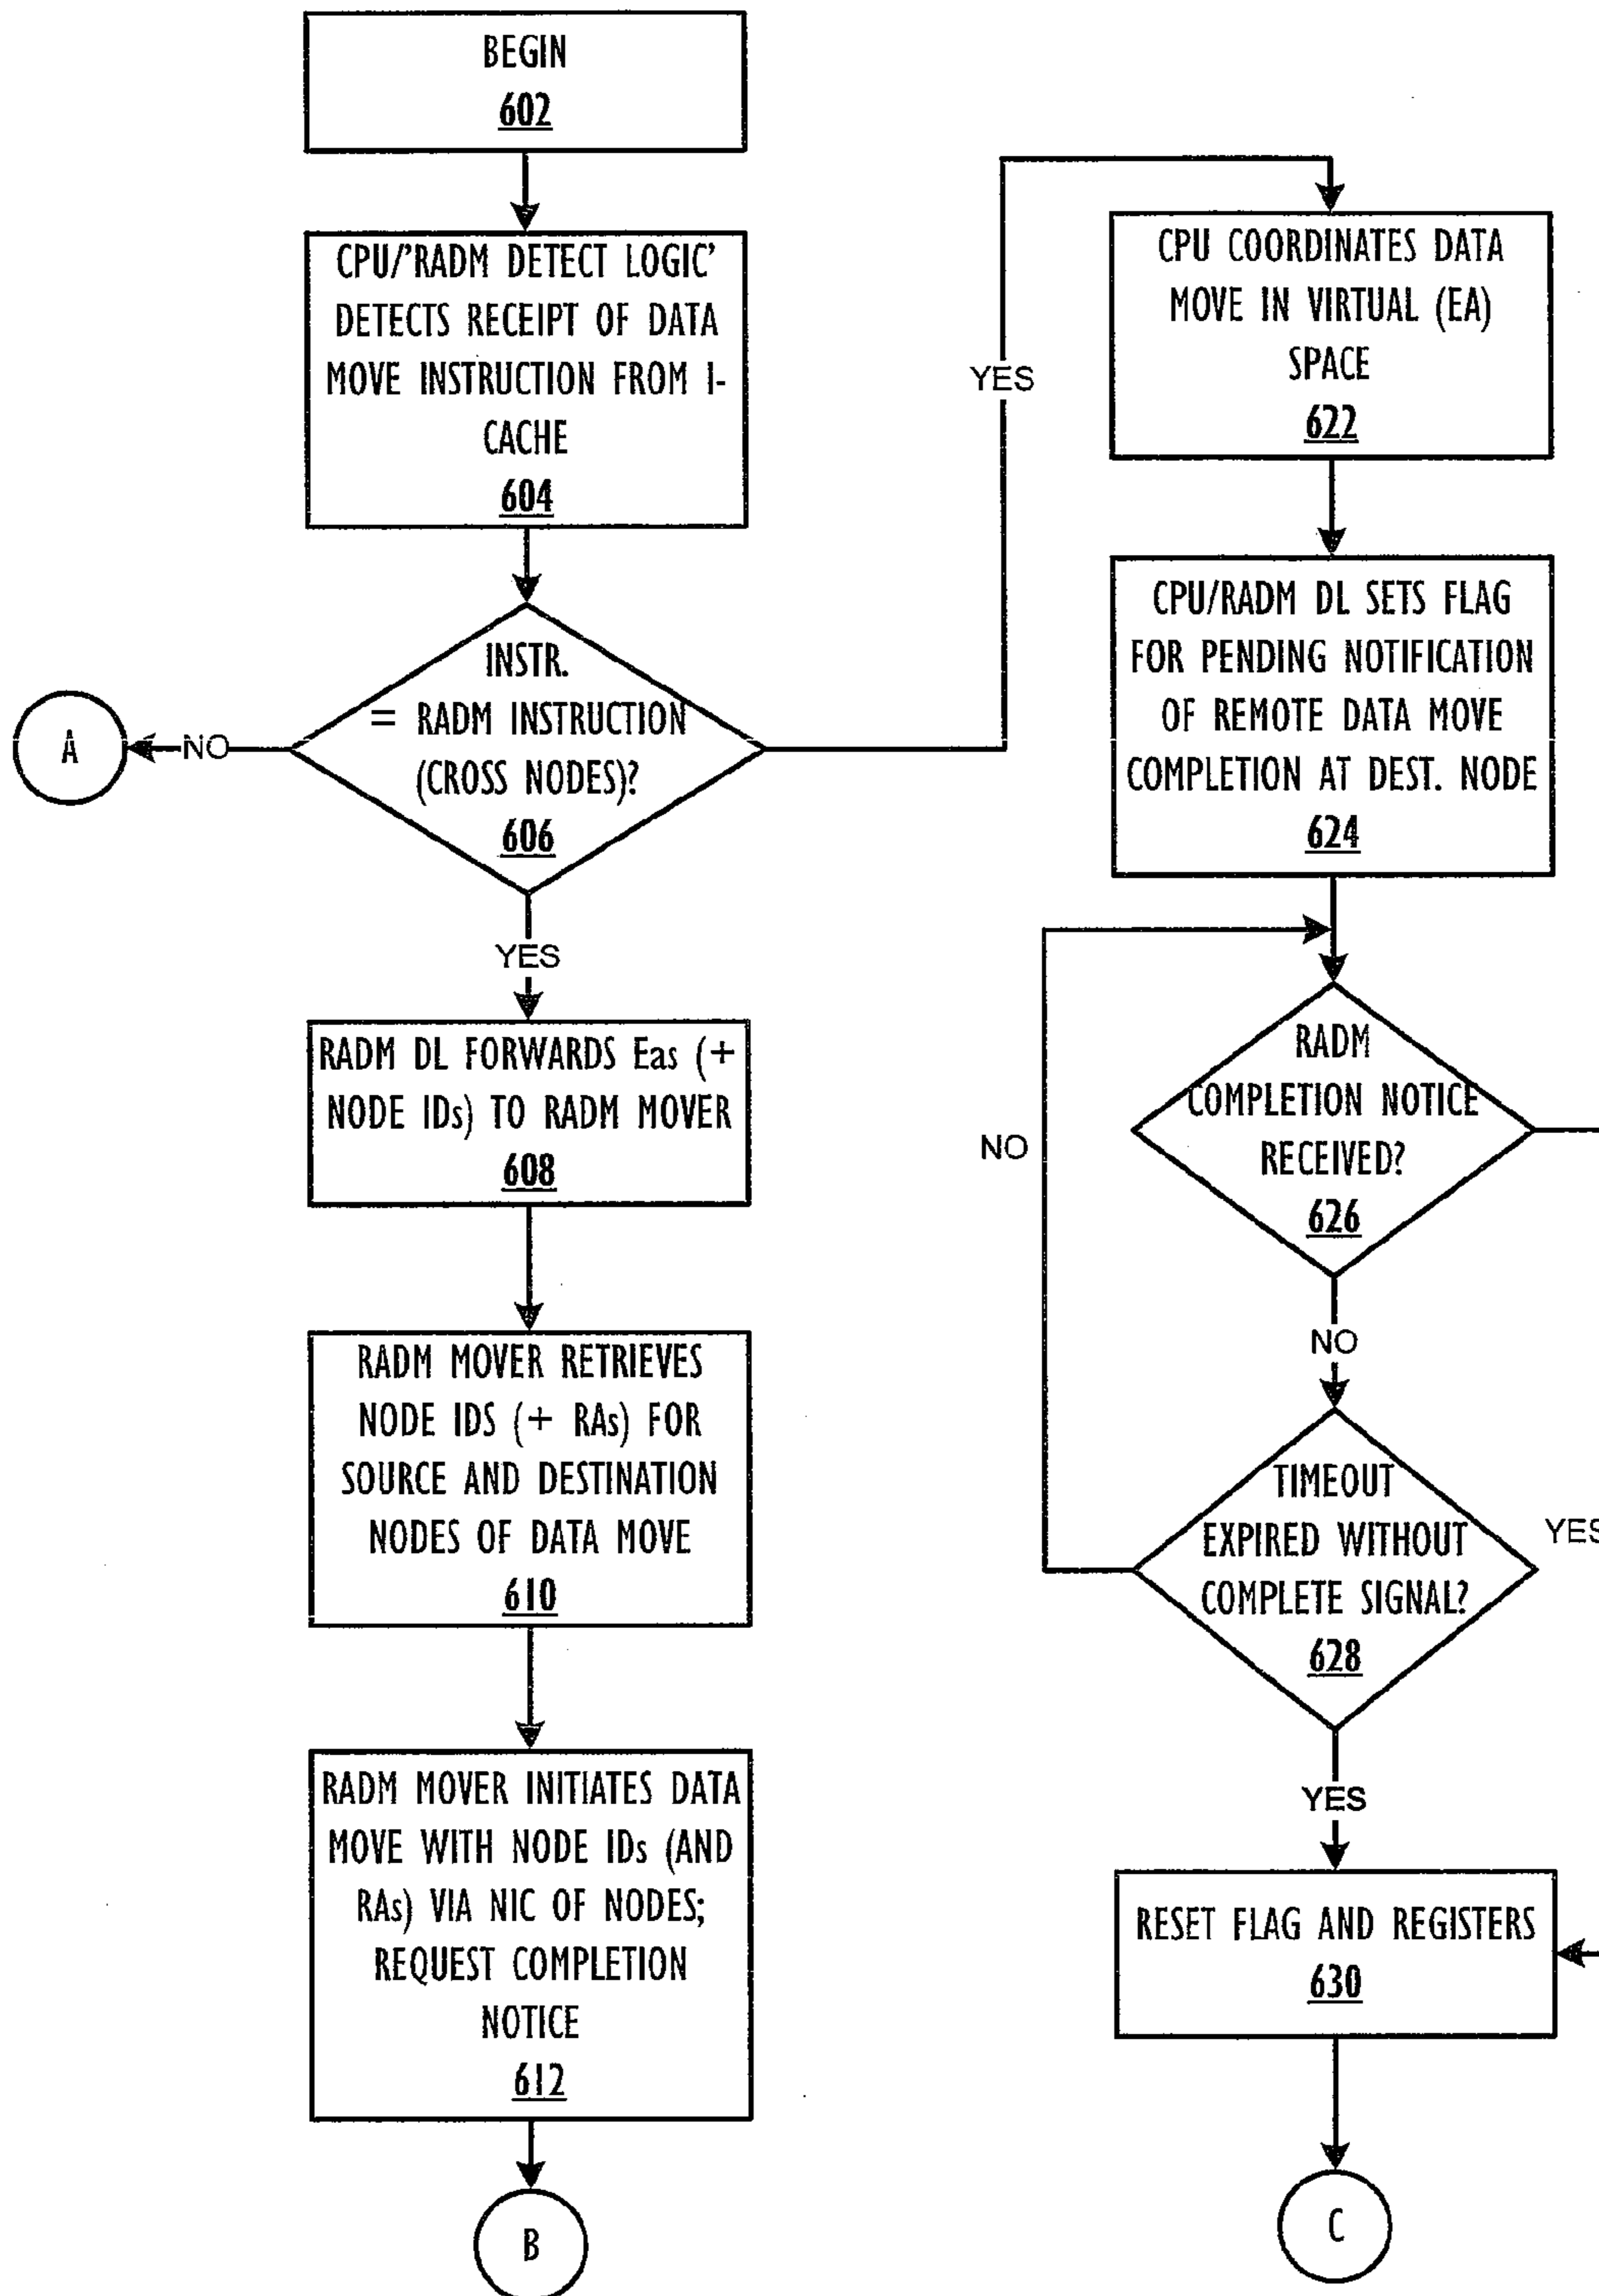 BEGIN
602
CPU/'RADM DETECT LOGIC'
DETECTS RECEIPT OF DATA
MOVE INSTRUCTION FROM I-
CACHE
604
INSTR.
= RADM INSTRUCTION
(CROSS NODES)?
606
A
NO
YES
RADM DL FORWARDS Eas (+
NODE IDs) TO RADM MOVER
608
RADM MOVER RETRIEVES
NODE IDS (+ RAs) FOR
SOURCE AND DESTINATION
NODES OF DATA MOVE
610
RADM MOVER INITIATES DATA
MOVE WITH NODE IDs (AND
RAs) VIA NIC OF NODES;
REQUEST COMPLETION
NOTICE
612
B
YES
CPU COORDINATES DATA
MOVE IN VIRTUAL (EA)
SPACE
622
CPU/RADM DL SETS FLAG
FOR PENDING NOTIFICATION
OF REMOTE DATA MOVE
COMPLETION AT DEST. NODE
624
RADM
COMPLETION NOTICE
RECEIVED?
626
NO
NO
TIMEOUT
EXPIRED WITHOUT
COMPLETE SIGNAL?
628
YES
YES
RESET FLAG AND REGISTERS
630
C